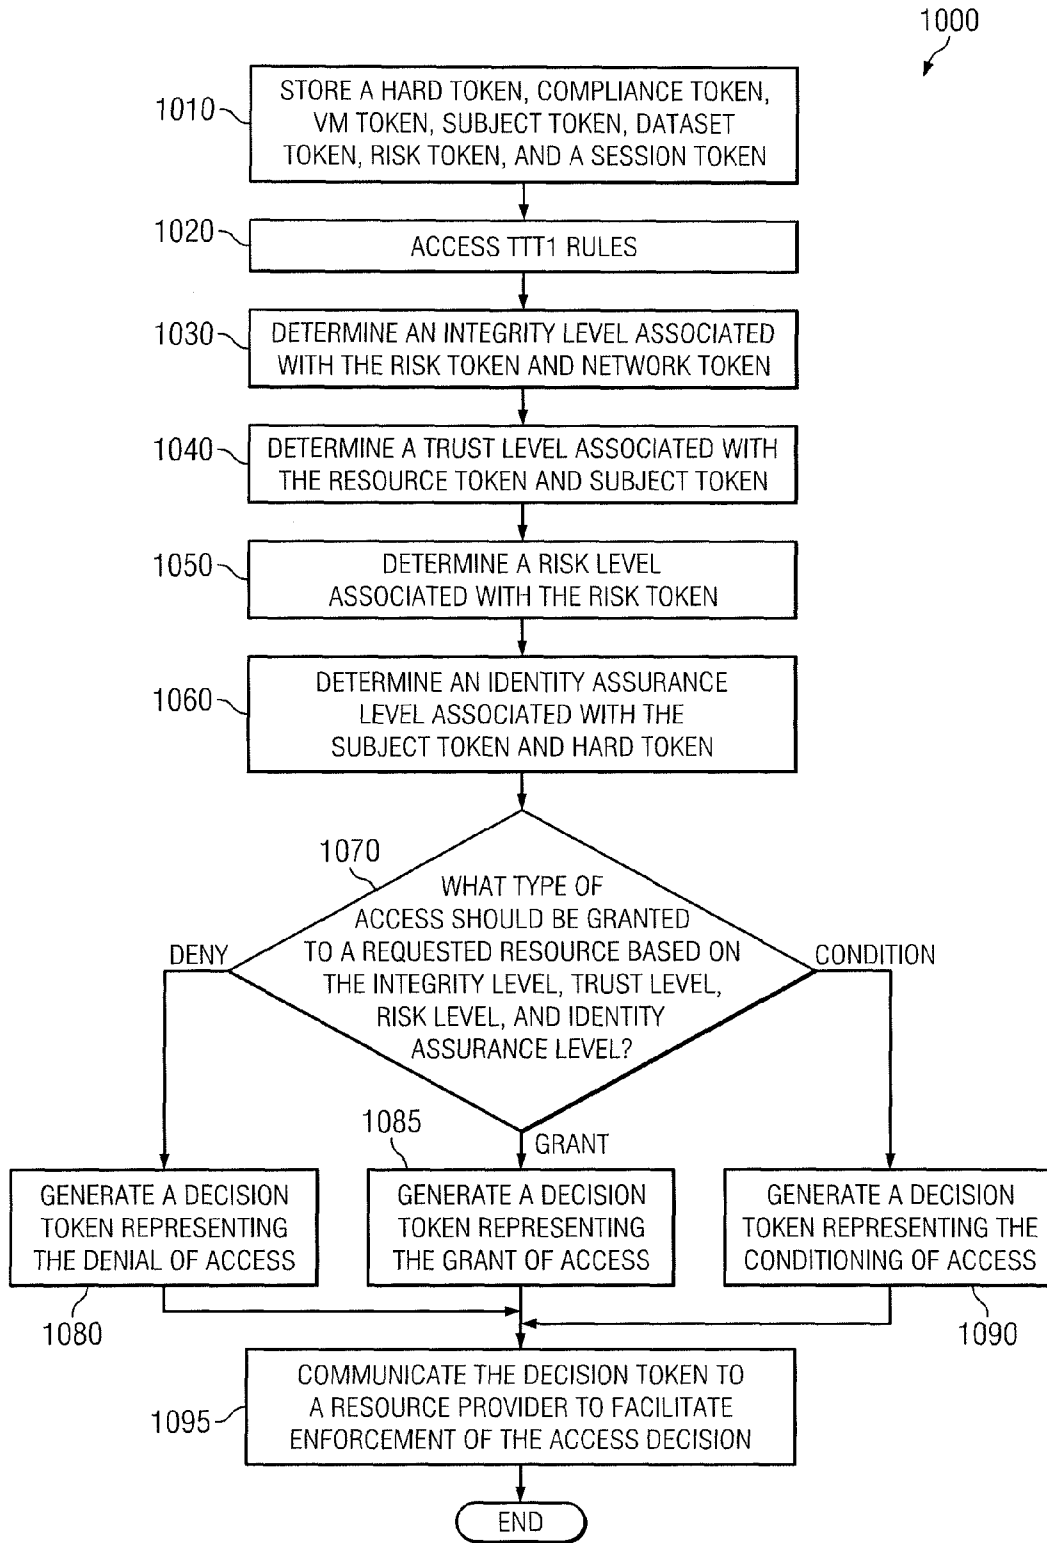 1000
1010
STORE A HARD TOKEN, COMPLIANCE TOKEN,
VM TOKEN, SUBJECT TOKEN, DATASET
TOKEN, RISK TOKEN, AND A SESSION TOKEN
1020
ACCESS TTT1 RULES
1030
DETERMINE AN INTEGRITY LEVEL ASSOCIATED
WITH THE RISK TOKEN AND NETWORK TOKEN
1040
DETERMINE A TRUST LEVEL ASSOCIATED WITH
THE RESOURCE TOKEN AND SUBJECT TOKEN
1050
DETERMINE A RISK LEVEL
ASSOCIATED WITH THE RISK TOKEN
1060
DETERMINE AN IDENTITY ASSURANCE
LEVEL ASSOCIATED WITH THE
SUBJECT TOKEN AND HARD TOKEN
1070
WHAT TYPE OF
ACCESS SHOULD BE GRANTED
TO A REQUESTED RESOURCE BASED ON
THE INTEGRITY LEVEL, TRUST LEVEL,
RISK LEVEL, AND IDENTITY
ASSURANCE LEVEL?
DENY
CONDITION
GRANT
1085
GENERATE A DECISION
TOKEN REPRESENTING
THE DENIAL OF ACCESS
1080
GENERATE A DECISION
TOKEN REPRESENTING
THE GRANT OF ACCESS
GENERATE A DECISION
TOKEN REPRESENTING THE
CONDITIONING OF ACCESS
1090
1095
COMMUNICATE THE DECISION TOKEN TO
A RESOURCE PROVIDER TO FACILITATE
ENFORCEMENT OF THE ACCESS DECISION
END